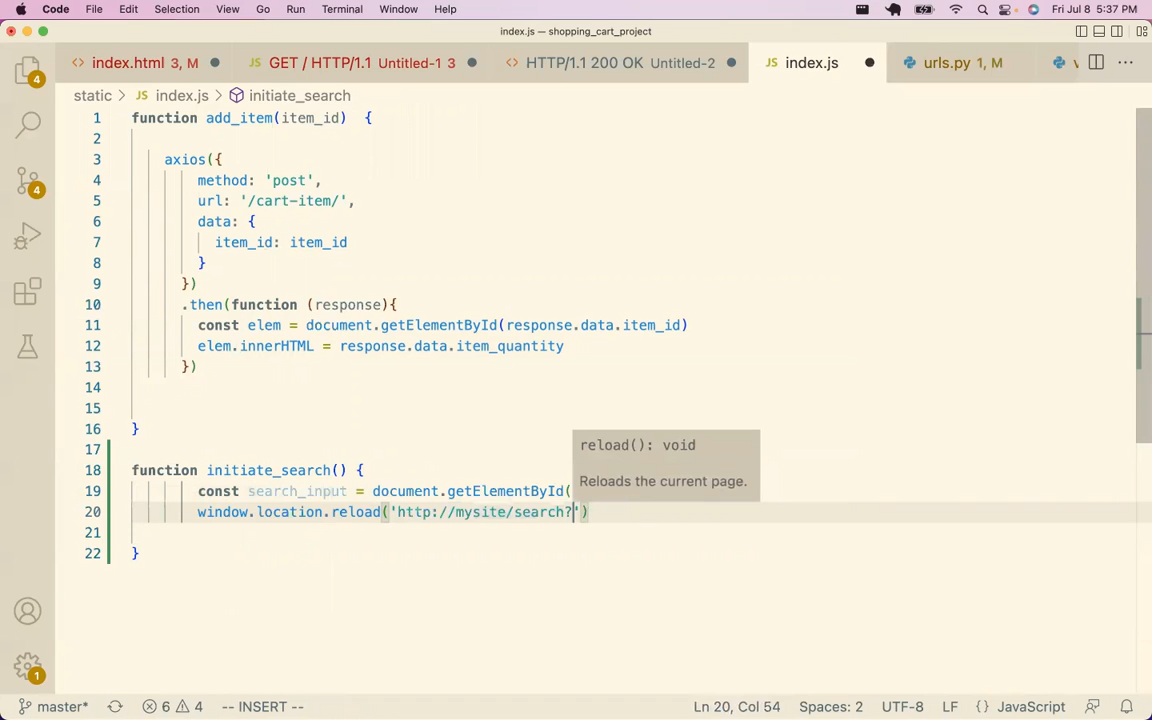 Code File Edit Selection View Go Run Terminal Window Help Fri Jul 8 5:37 PM
index.js — shopping_cart_project
index.html 3, M GET / HTTP/1.1 Untitled-1 3 HTTP/1.1 200 OK Untitled-2 JS index.js urls.py 1, M
static > JS index.js > initiate_search
1 function add_item(item_id) {
2
3 axios({
4 method: 'post',
5 url: '/cart-item/',
6 data: {
7 item_id: item_id
8 }
9 })
10 .then(function (response){
11 const elem = document.getElementById(response.data.item_id)
12 elem.innerHTML = response.data.item_quantity
13 })
14
15
16 }
17
reload(): void
18 function initiate_search() {
Reloads the current page.
19 const search_input = document.getElementById(
20 window.location.reload('http://mysite/search?')
21
22 }
4
4
1
master* 6 4 -- INSERT -- Ln 20, Col 54 Spaces: 2 UTF-8 LF {} JavaScript